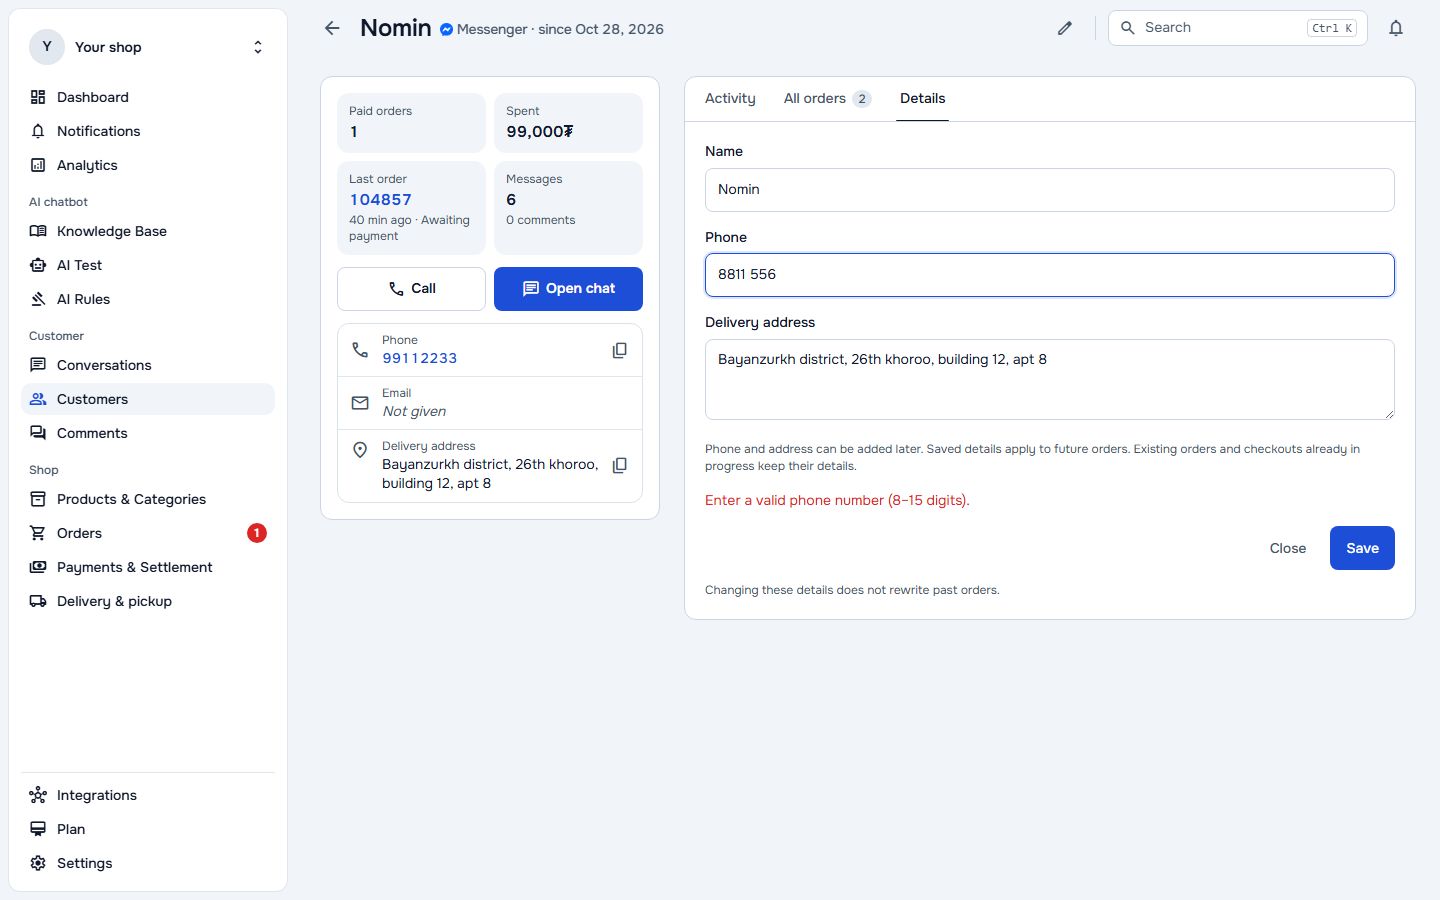 Y Your shop
Dashboard
Notifications
Analytics
AI chatbot
Knowledge Base
AI Test
AI Rules
Customer
Conversations
Customers
Comments
Shop
Products & Categories
Orders 1
Payments & Settlement
Delivery & pickup
Integrations
Plan
Settings
Nomin Messenger · since Oct 28, 2026
Search Ctrl K
Paid orders
1
Spent
99,000₮
Last order
104857
40 min ago · Awaiting
payment
Messages
6
0 comments
Call
Open chat
Phone
99112233
Email
Not given
Delivery address
Bayanzurkh district, 26th khoroo,
building 12, apt 8
Activity All orders 2 Details
Name
Nomin
Phone
8811 556
Delivery address
Bayanzurkh district, 26th khoroo, building 12, apt 8
Phone and address can be added later. Saved details apply to future orders. Existing orders and checkouts already in
progress keep their details.
Enter a valid phone number (8–15 digits).
Close Save
Changing these details does not rewrite past orders.